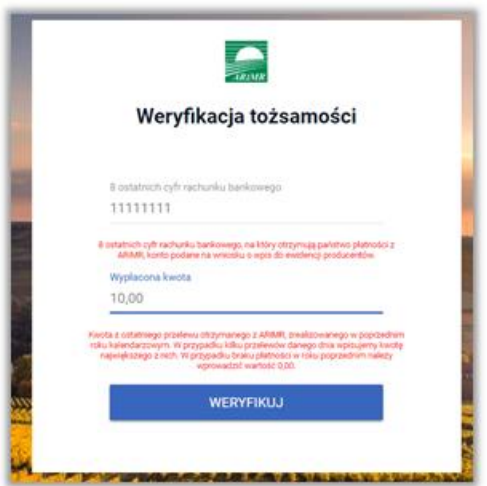 ARiMR
Weryfikacja tożsamości
8 ostatnich cyfr rachunku bankowego
11111111
8 ostatnich cyfr rachunku bankowego, na który otrzymują państwo płatności z
ARiMR, konto podane na wniosku o wpis do ewidencji producentów.
Wypłacona kwota
10,00
Kwota z ostatniego przelewu otrzymanego z ARiMR, zrealizowanego w poprzednim
roku kalendarzowym. W przypadku kilku przelewów danego dnia wpisujemy kwotę
największego z nich. W przypadku braku płatności w roku poprzednim należy
wprowadzić wartość 0,00.
WERYFIKUJ